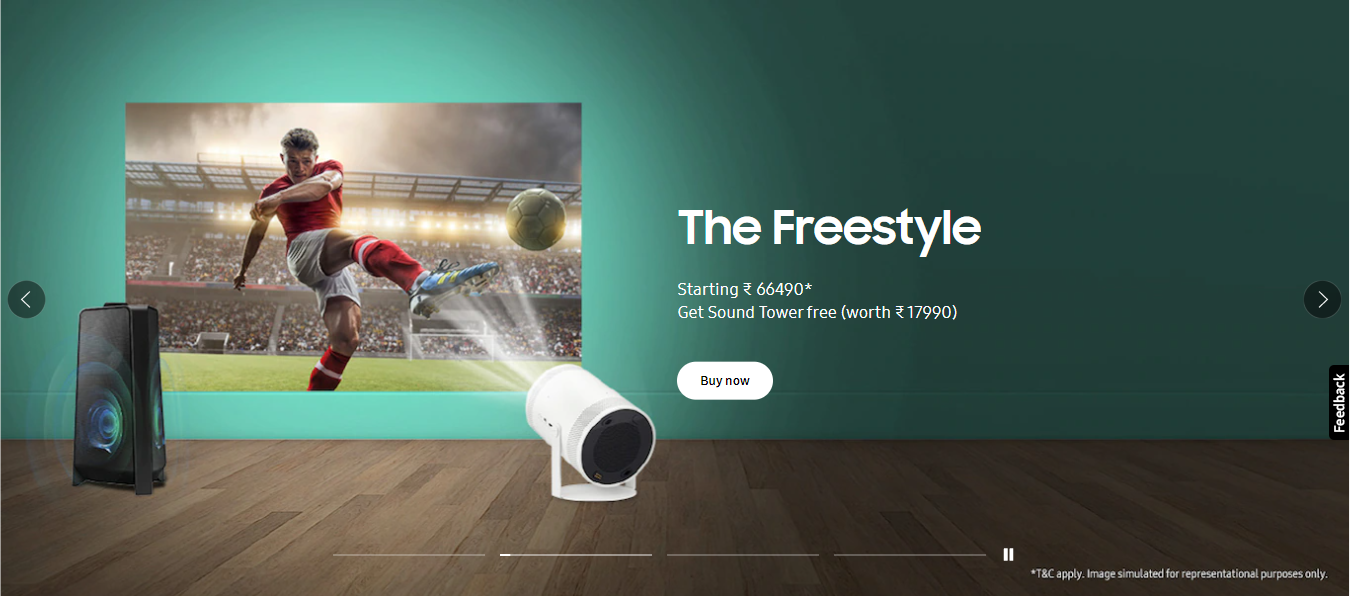 The Freestyle
Starting ₹ 66490*
Get Sound Tower free (worth ₹ 17990)
Buy now
Feedback
*T&C apply. Image simulated for representational purposes only.